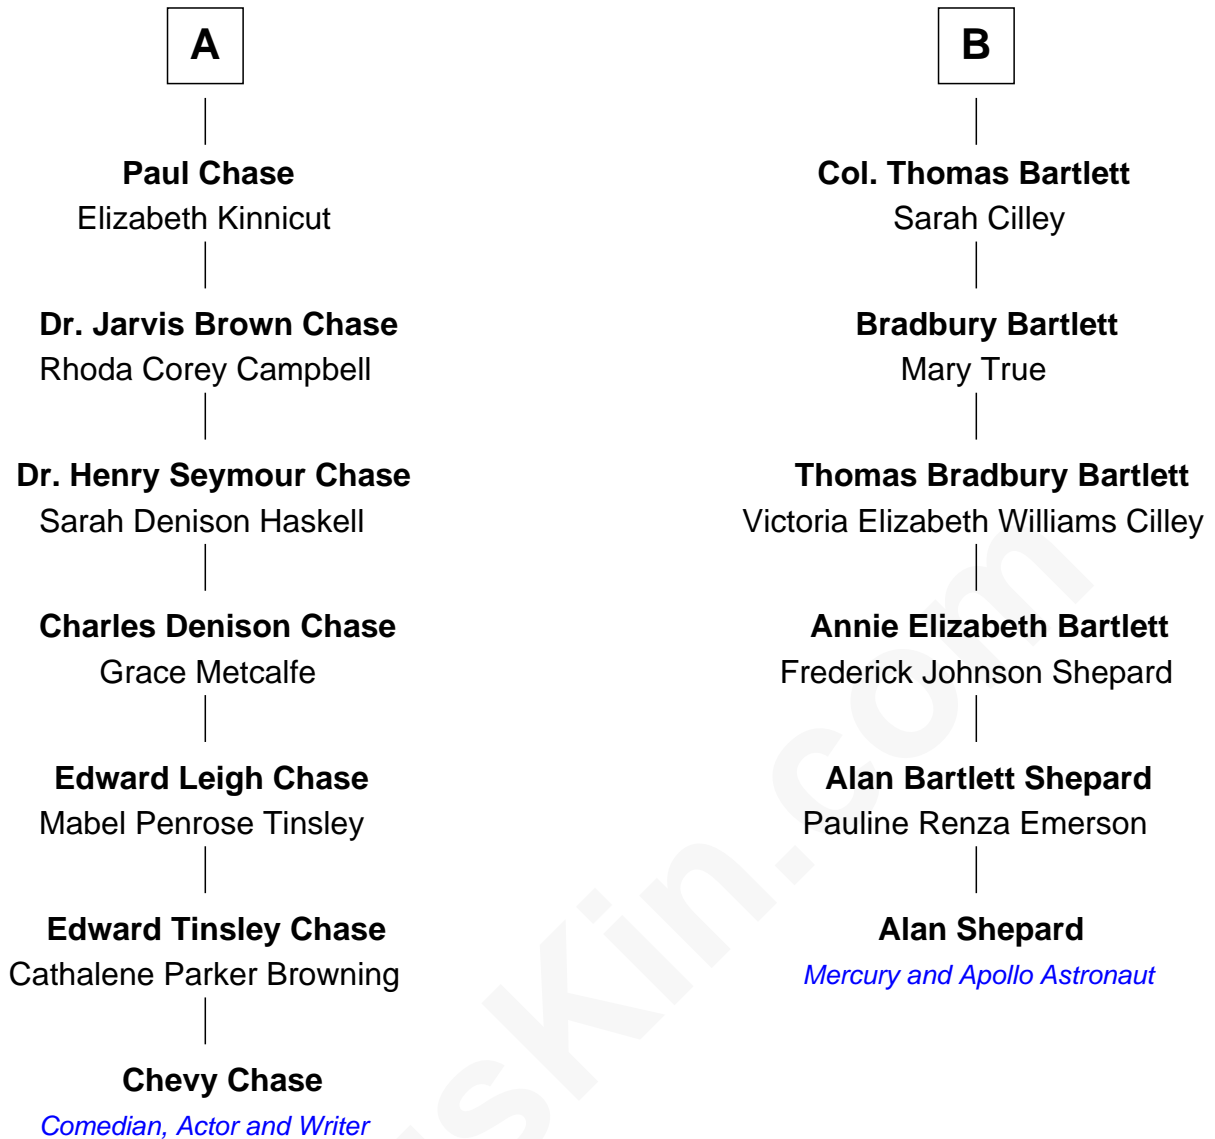 A
Paul Chase
Elizabeth Kinnicut
Dr. Jarvis Brown Chase
Rhoda Corey Campbell
Dr. Henry Seymour Chase
Sarah Denison Haskell
Charles Denison Chase
Grace Metcalfe
Edward Leigh Chase
Mabel Penrose Tinsley
Edward Tinsley Chase
Cathalene Parker Browning
Chevy Chase
Comedian, Actor and Writer
B
Col. Thomas Bartlett
Sarah Cilley
Bradbury Bartlett
Mary True
Thomas Bradbury Bartlett
Victoria Elizabeth Williams Cilley
Annie Elizabeth Bartlett
Frederick Johnson Shepard
Alan Bartlett Shepard
Pauline Renza Emerson
Alan Shepard
Mercury and Apollo Astronaut
sKin.com